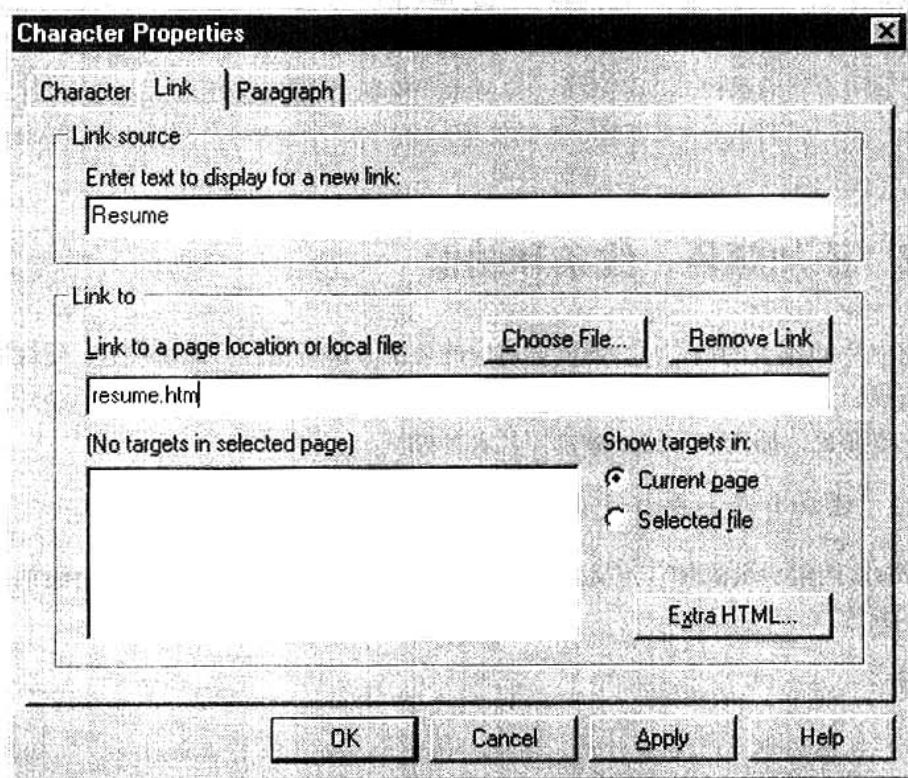 Character Properties
Character Link Paragraph
Link source
Enter text to display for a new link:
Resume
Link to
Link to a page location or local file: Choose File... Remove Link
resume.htm
(No targets in selected page) Show targets in:
Current page
Selected file
Extra HTML...
OK Cancel Apply Help